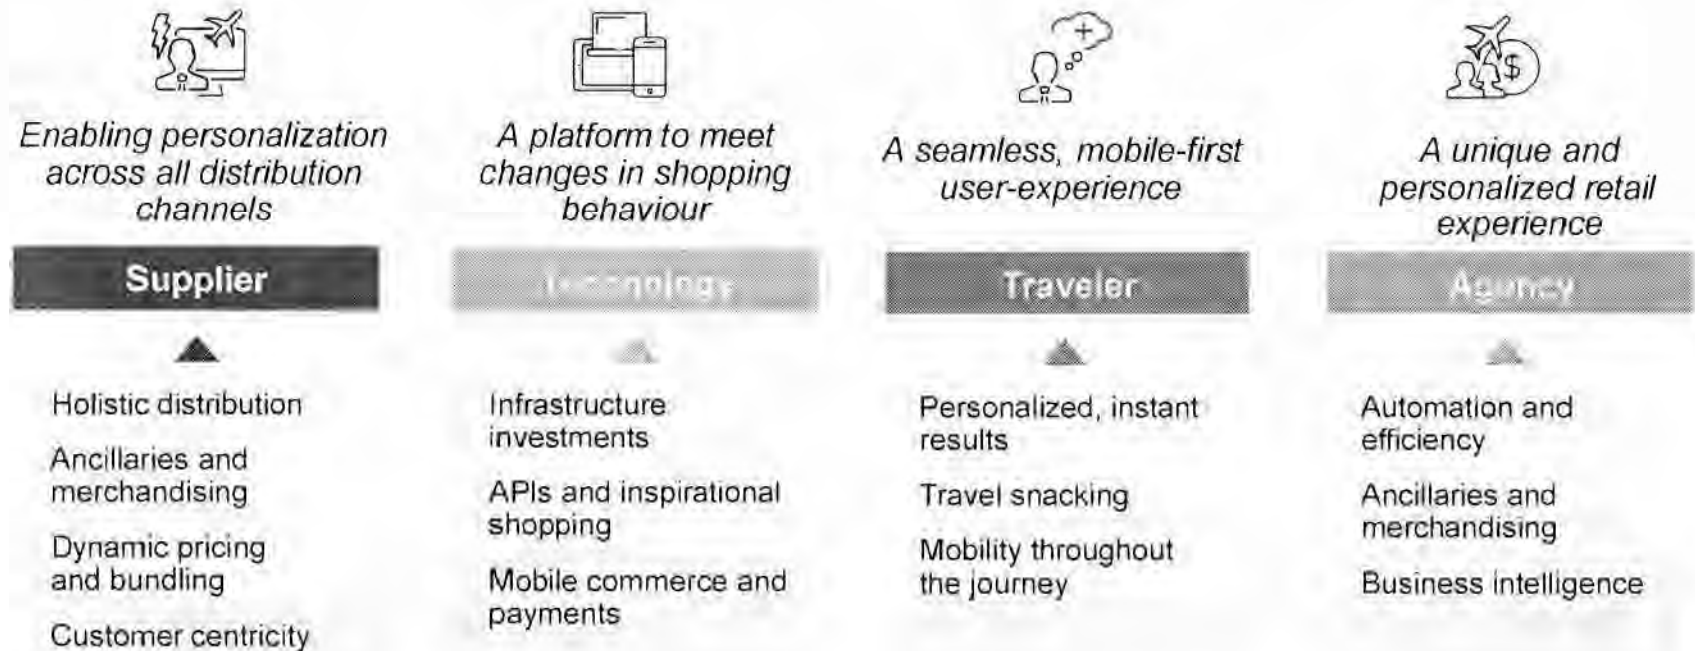 Enabling personalization
across all distribution
channels
Supplier
Holistic distribution
Ancillaries and
merchandising
Dynamic pricing
and bundling
Customer centricity
A platform to meet
changes in shopping
behaviour
Technology
Infrastructure
investments
APIs and inspirational
shopping
Mobile commerce and
payments
A seamless, mobile-first
user-experience
Traveler
Personalized, instant
results
Travel snacking
Mobility throughout
the journey
$
A unique and
personalized retail
experience
Agency
Automation and
efficiency
Ancillaries and
merchandising
Business intelligence